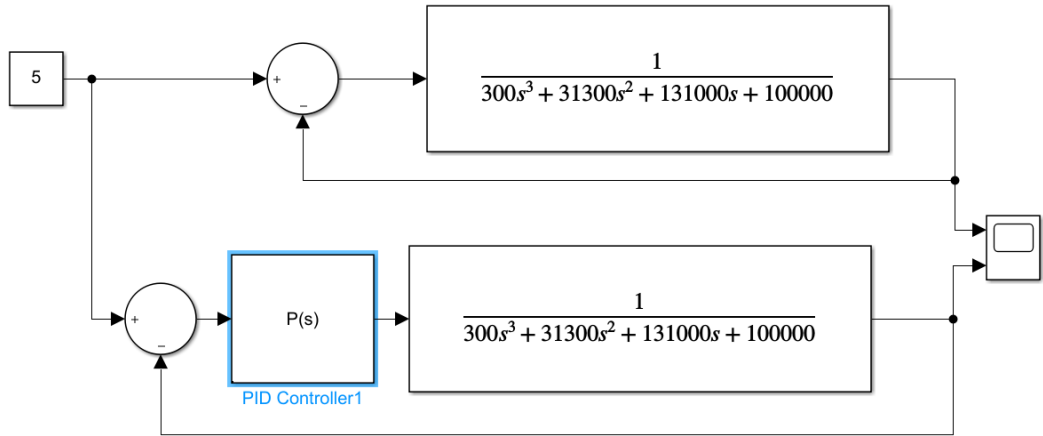 5
+
−
1
300s³ + 31300s² + 131000s + 100000
+
−
P(s)
1
300s³ + 31300s² + 131000s + 100000
PID Controller1